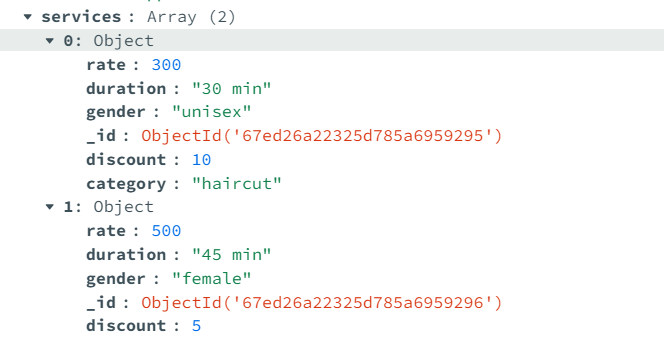 services : Array (2)
0: Object
rate : 300
duration : "30 min"
gender : "unisex"
_id : ObjectId('67ed26a22325d785a6959295')
discount : 10
category : "haircut"
1: Object
rate : 500
duration : "45 min"
gender : "female"
_id : ObjectId('67ed26a22325d785a6959296')
discount : 5